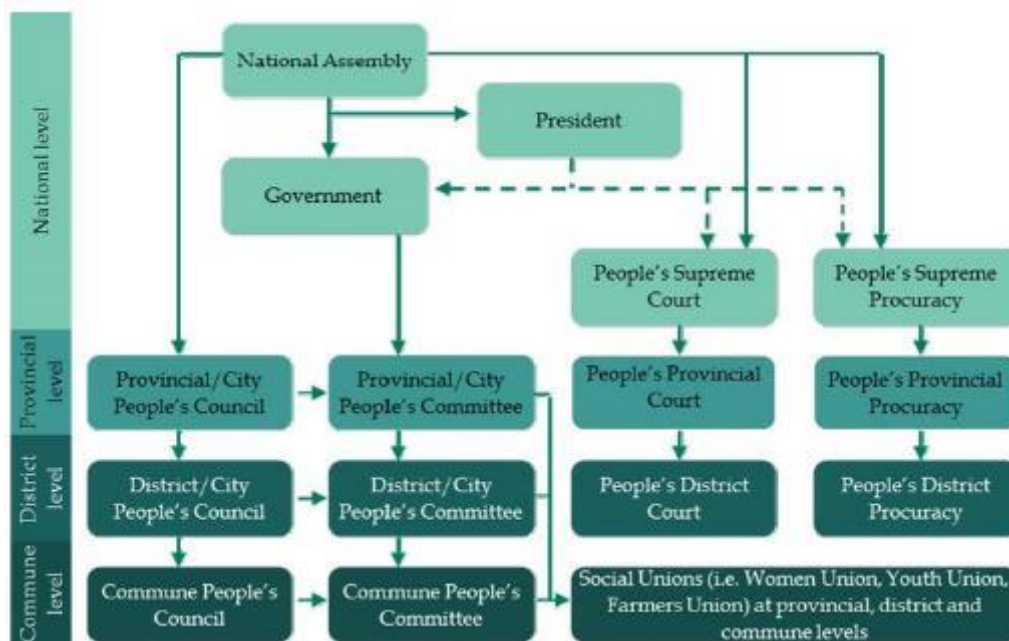 National level
National Assembly
President
Government
People's Supreme
Court
People's Supreme
Procuracy
Provincial
level
Provincial/City
People's Council
Provincial/City
People's Committee
People's Provincial
Court
People's Provincial
Procuracy
District
level
District/City
People's Council
District/City
People's Committee
People's District
Court
People's District
Procuracy
Commune
level
Commune People's
Council
Commune People's
Committee
Social Unions (i.e. Women Union, Youth Union,
Farmers Union) at provincial, district and
commune levels